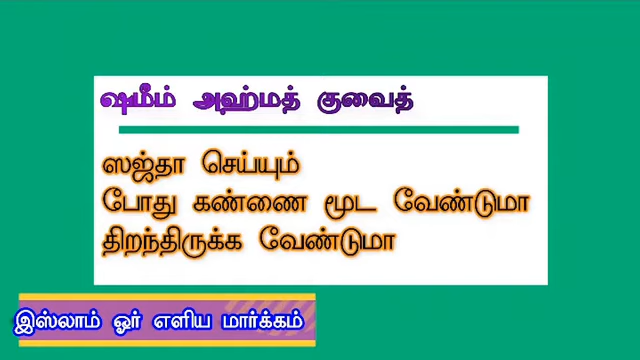 ஷமீம் அஹ்மத் குவைத்
ஸஜ்தா செய்யும்
போது கண்ணை மூட வேண்டுமா
திறந்திருக்க வேண்டுமா
இஸ்லாம் ஓர் எளிய மார்க்கம்